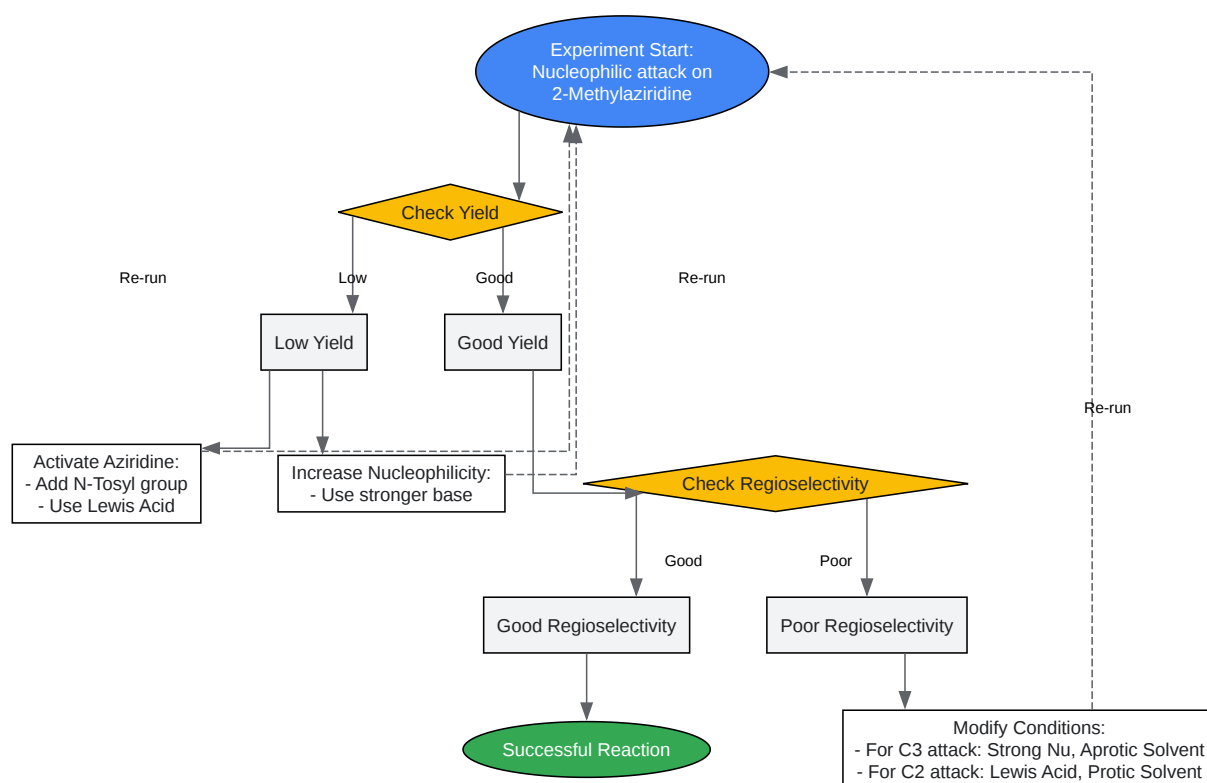 Experiment Start:
Nucleophilic attack on
2-Methylaziridine
Check Yield
Re-run
Low
Good
Re-run
Low Yield
Good Yield
Re-run
Activate Aziridine:
- Add N-Tosyl group
- Use Lewis Acid
Increase Nucleophilicity:
- Use stronger base
Check Regioselectivity
Good
Poor
Good Regioselectivity
Poor Regioselectivity
Successful Reaction
Modify Conditions:
- For C3 attack: Strong Nu, Aprotic Solvent
- For C2 attack: Lewis Acid, Protic Solvent